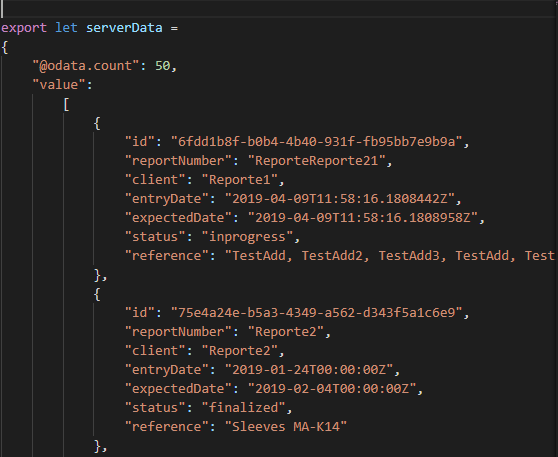 export let serverData =
{
"@odata.count": 50,
"value":
[
{
"id": "6fdd1b8f-b0b4-4b40-931f-fb95bb7e9b9a",
"reportNumber": "ReporteReporte21",
"client": "Reporte1",
"entryDate": "2019-04-09T11:58:16.1808442Z",
"expectedDate": "2019-04-09T11:58:16.1808958Z",
"status": "inprogress",
"reference": "TestAdd, TestAdd2, TestAdd3, TestAdd, Test
},
{
"id": "75e4a24e-b5a3-4349-a562-d343f5a1c6e9",
"reportNumber": "Reporte2",
"client": "Reporte2",
"entryDate": "2019-01-24T00:00:00Z",
"expectedDate": "2019-02-04T00:00:00Z",
"status": "finalized",
"reference": "Sleeves MA-K14"
},